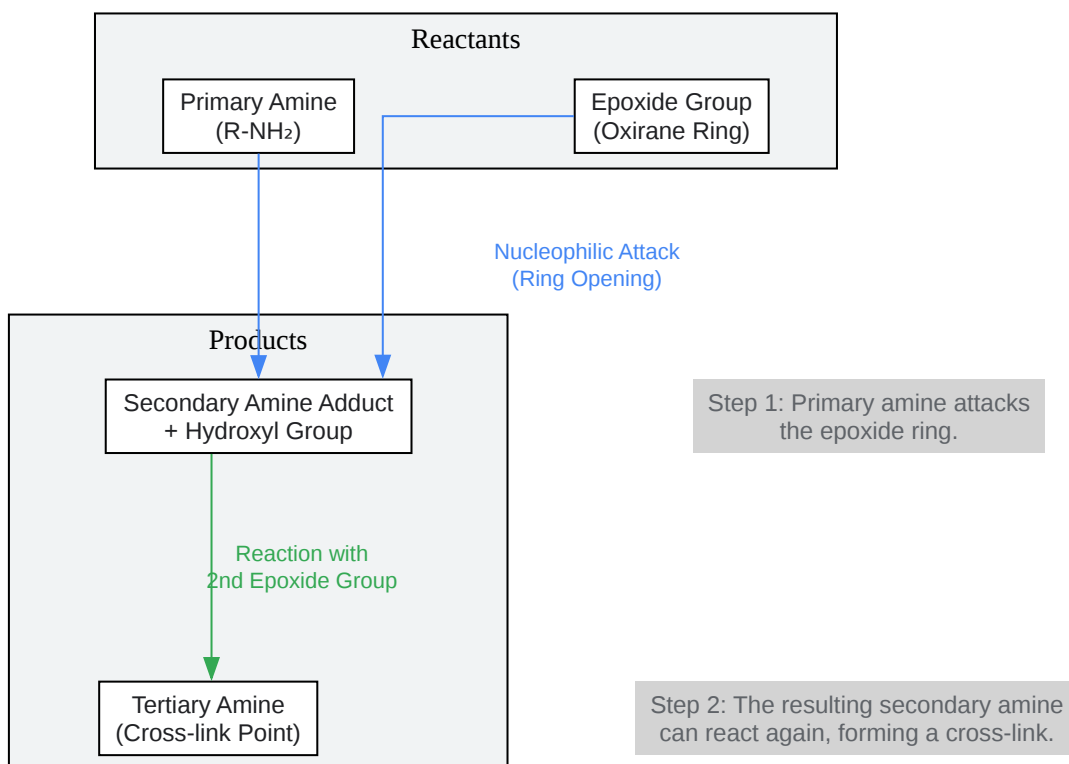 Reactants
Primary Amine
(R-NH₂)
Epoxide Group
(Oxirane Ring)
Nucleophilic Attack
(Ring Opening)
Products
Secondary Amine Adduct
+ Hydroxyl Group
Step 1: Primary amine attacks
the epoxide ring.
Reaction with
2nd Epoxide Group
Tertiary Amine
(Cross-link Point)
Step 2: The resulting secondary amine
can react again, forming a cross-link.